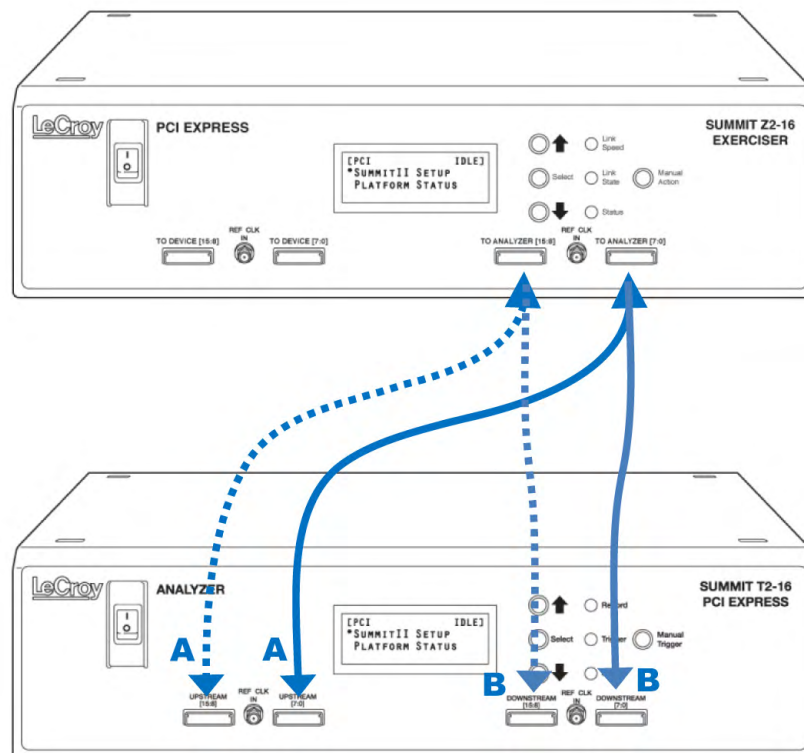 LeCroy
PCI EXPRESS
SUMMIT Z2-16
EXERCISER
I
O
[PCI IDLE]
*SUMMITII SETUP
PLATFORM STATUS
Link
Speed
Select
Link
State
Manual
Action
Status
TO DEVICE [15:8]
REF CLK
IN
TO DEVICE [7:0]
TO ANALYZER [15:8]
REF CLK
IN
TO ANALYZER [7:0]
LeCroy
ANALYZER
SUMMIT T2-16
PCI EXPRESS
I
O
[PCI IDLE]
*SUMMITII SETUP
PLATFORM STATUS
Record
Select
Trigger
Manual
Trigger
A
A
B
B
UPSTREAM
[15:8]
REF CLK
IN
UPSTREAM
[7:0]
DOWNSTREAM
[15:8]
REF CLK
IN
DOWNSTREAM
[7:0]